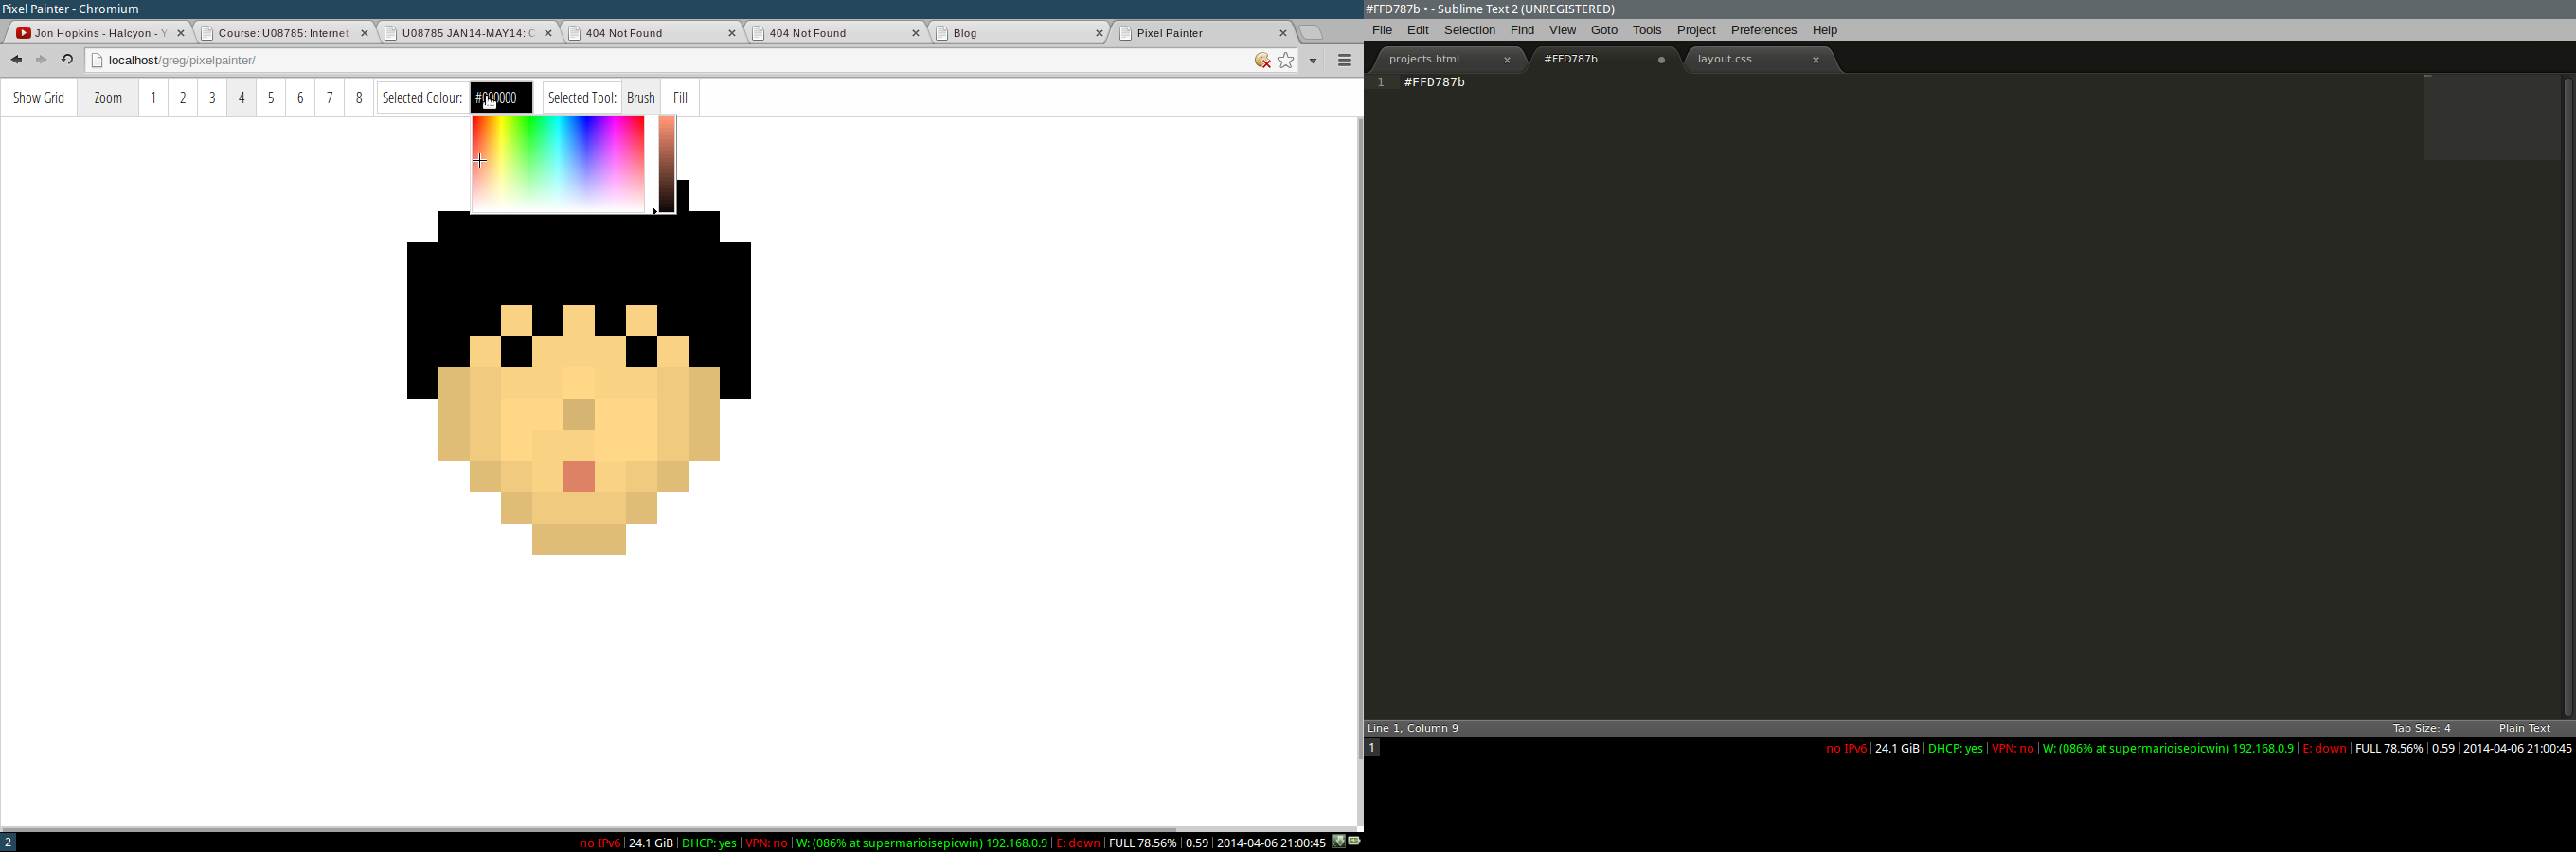 Pixel Painter - Chromium
Jon Hopkins - Halcyon - Y
Course: U08785: Internet
U08785 JAN14-MAY14: C
404 Not Found
404 Not Found
Blog
Pixel Painter
localhost/greg/pixelpainter/
Show Grid Zoom 1 2 3 4 5 6 7 8 Selected Colour: #000000 Selected Tool: Brush Fill
2
no IPv6 | 24.1 GiB | DHCP: yes | VPN: no | W: (086% at supermarioisepicwin) 192.168.0.9 | E: down | FULL 78.56% | 0.59 | 2014-04-06 21:00:45
#FFD787b • - Sublime Text 2 (UNREGISTERED)
File Edit Selection Find View Goto Tools Project Preferences Help
projects.html #FFD787b layout.css
1 #FFD787b
Line 1, Column 9 Tab Size: 4 Plain Text
1 no IPv6 | 24.1 GiB | DHCP: yes | VPN: no | W: (086% at supermarioisepicwin) 192.168.0.9 | E: down | FULL 78.56% | 0.59 | 2014-04-06 21:00:45